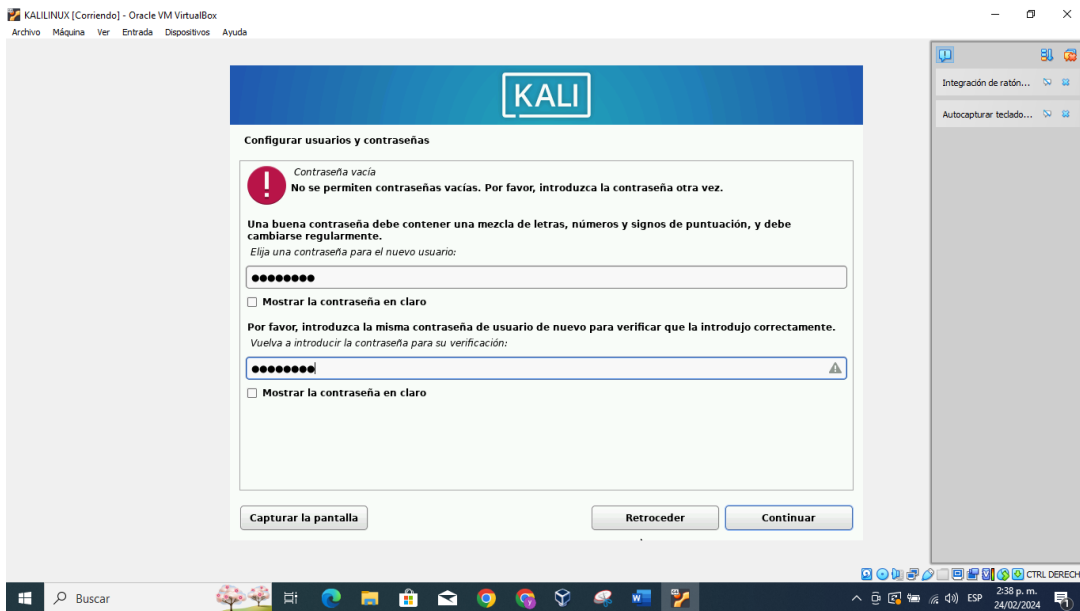 KALILINUX [Corriendo] - Oracle VM VirtualBox
Archivo Máquina Ver Entrada Dispositivos Ayuda
KALI
Integración de ratón...
Autocapturar teclado...
Configurar usuarios y contraseñas
Contraseña vacía
No se permiten contraseñas vacías. Por favor, introduzca la contraseña otra vez.
Una buena contraseña debe contener una mezcla de letras, números y signos de puntuación, y debe
cambiarse regularmente.
Elija una contraseña para el nuevo usuario:
●●●●●●●●
Mostrar la contraseña en claro
Por favor, introduzca la misma contraseña de usuario de nuevo para verificar que la introdujo correctamente.
Vuelva a introducir la contraseña para su verificación:
●●●●●●●●
Mostrar la contraseña en claro
Capturar la pantalla Retroceder Continuar
CTRL DERECH
Buscar
ESP
2:38 p. m.
24/02/2024